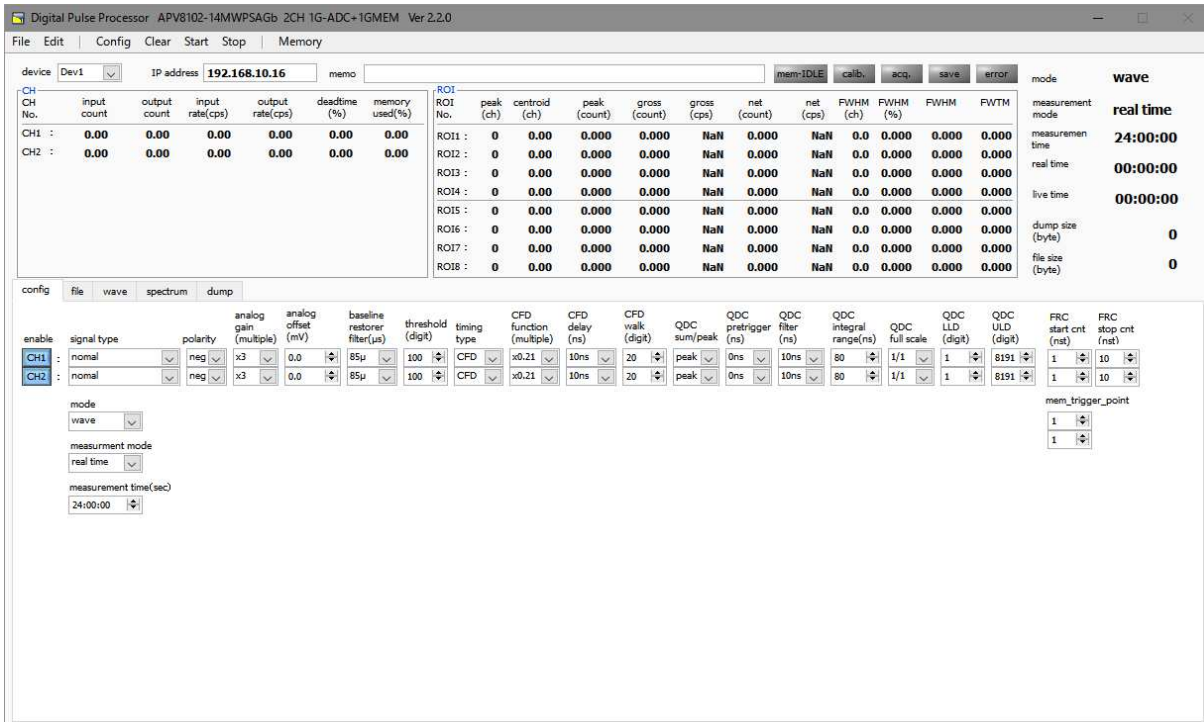 Digital Pulse Processor APV8102-14MWPSAGb 2CH 1G-ADC+1GMEM Ver 2.2.0
File Edit | Config Clear Start Stop | Memory
device Dev1 IP address 192.168.10.16 memo mem-IDLE calib. acq. save error
mode wave
measurement mode real time
measuremen time 24:00:00
real time 00:00:00
live time 00:00:00
dump size (byte) 0
file size (byte) 0
CH
CH No. input count output count input rate(cps) output rate(cps) deadtime (%) memory used(%)
CH1 : 0.00 0.00 0.00 0.00 0.00 0.00
CH2 : 0.00 0.00 0.00 0.00 0.00 0.00
ROI
ROI No. peak (ch) centroid (ch) peak (count) gross (count) gross (cps) net (count) net (cps) FWHM (ch) FWHM (%) FWHM FWTM
ROI1 : 0 0.00 0.000 0.000 NaN 0.000 NaN 0.0 0.000 0.000 0.000
ROI2 : 0 0.00 0.000 0.000 NaN 0.000 NaN 0.0 0.000 0.000 0.000
ROI3 : 0 0.00 0.000 0.000 NaN 0.000 NaN 0.0 0.000 0.000 0.000
ROI4 : 0 0.00 0.000 0.000 NaN 0.000 NaN 0.0 0.000 0.000 0.000
ROI5 : 0 0.00 0.000 0.000 NaN 0.000 NaN 0.0 0.000 0.000 0.000
ROI6 : 0 0.00 0.000 0.000 NaN 0.000 NaN 0.0 0.000 0.000 0.000
ROI7 : 0 0.00 0.000 0.000 NaN 0.000 NaN 0.0 0.000 0.000 0.000
ROI8 : 0 0.00 0.000 0.000 NaN 0.000 NaN 0.0 0.000 0.000 0.000
config file wave spectrum dump
enable signal type polarity analog gain (multiple) analog offset (mV) baseline restorer filter(µs) threshold (digit) timing type CFD function (multiple) CFD delay (ns) CFD walk (digit) QDC sum/peak QDC pretrigger (ns) QDC filter (ns) QDC integral range(ns) QDC full scale QDC LLD (digit) QDC ULD (digit) FRC start cnt (nst) FRC stop cnt (nst)
CH1 : nomal neg x3 0.0 85µ 100 CFD x0.21 10ns 20 peak 0ns 10ns 80 1/1 1 8191 1 10
CH2 : nomal neg x3 0.0 85µ 100 CFD x0.21 10ns 20 peak 0ns 10ns 80 1/1 1 8191 1 10
mode
wave
measurment mode
real time
measurement time(sec)
24:00:00
mem_trigger_point
1
1